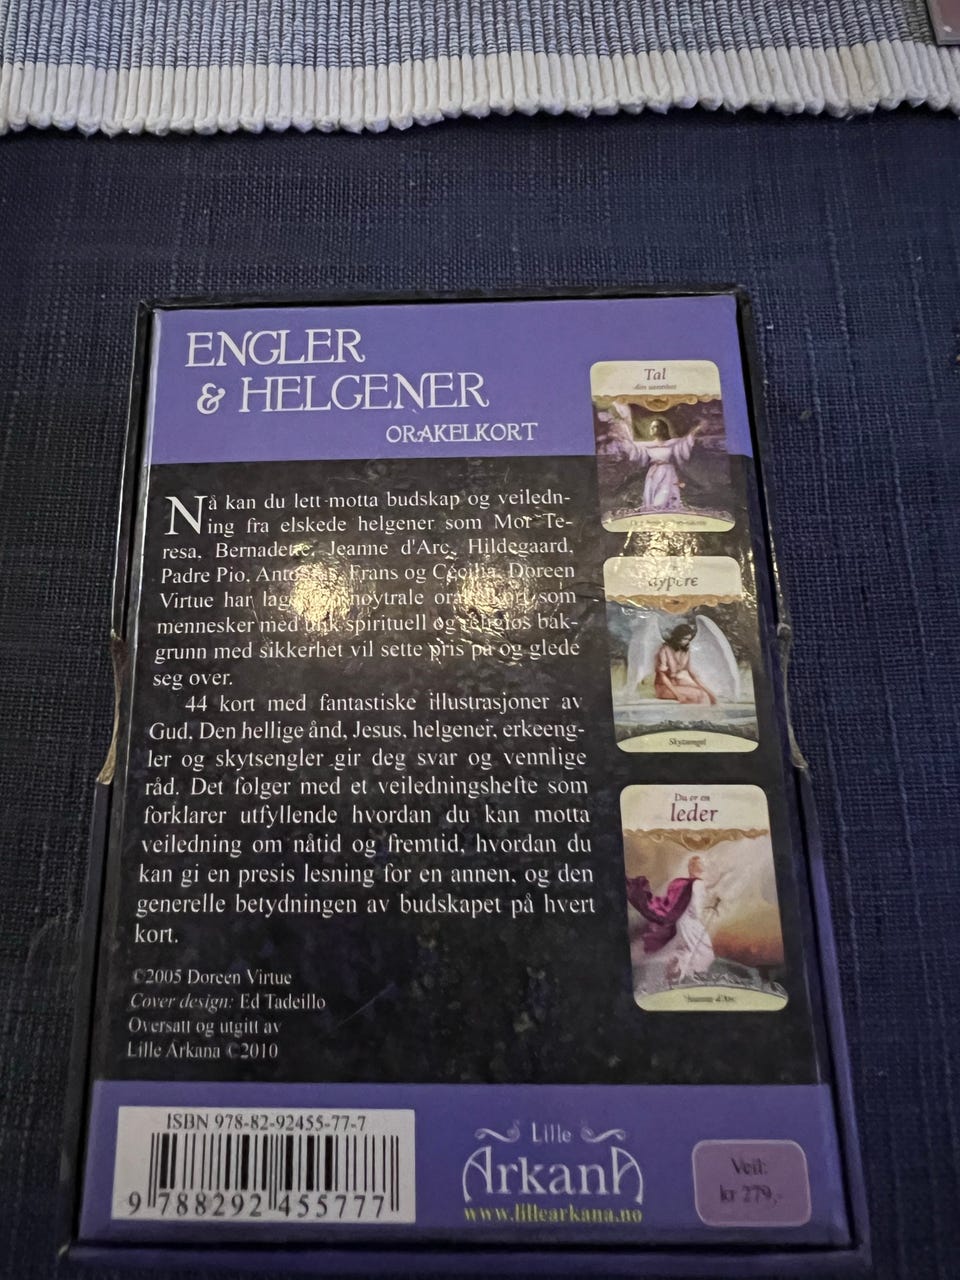 ENGLER
& HELGENER
ORAKELKORT
Nå kan du lett motta budskap og veiledn-
ing fra elskede helgener som Mor Te-
resa, Bernadette, Jeanne d'Arc, Hildegaard,
Padre Pio, Frans og Cecilia. Doreen
Virtue har som
mennesker med unik spirituell og religiøs bak-
grunn med sikkerhet vil sette pris på og glede
seg over.
44 kort med fantastiske illustrasjoner av
Gud, Den hellige ånd, Jesus, helgener, erkeeng-
ler og skytsengler gir deg svar og vennlige
råd. Det følger med et veiledningshefte som
forklarer utfyllende hvordan du kan motta
veiledning om nåtid og fremtid, hvordan du
kan gi en presis lesning for en annen, og den
generelle betydningen av budskapet på hvert
kort.
©2005 Doreen Virtue
Cover design: Ed Tadeillo
Oversatt og utgitt av
Lille Arkana ©2010
Tal
Skytsengel
Du er en
leder
Jeanne d'Arc
ISBN 978-82-92455-77-7
9 788292 455777
Lille
ArkanA
www.lillearkana.no
Veil:
kr 279,-